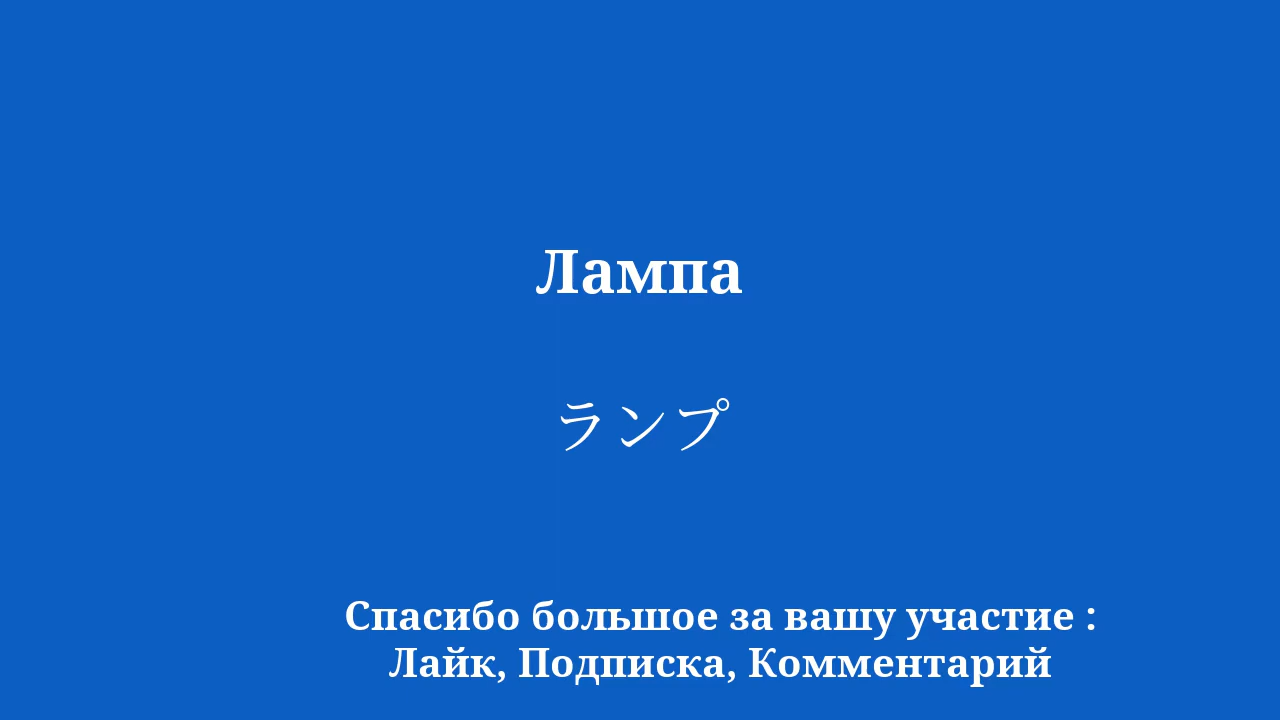 Лампа
ランプ
Спасибо большое за вашу участие :
Лайк, Подписка, Комментарий